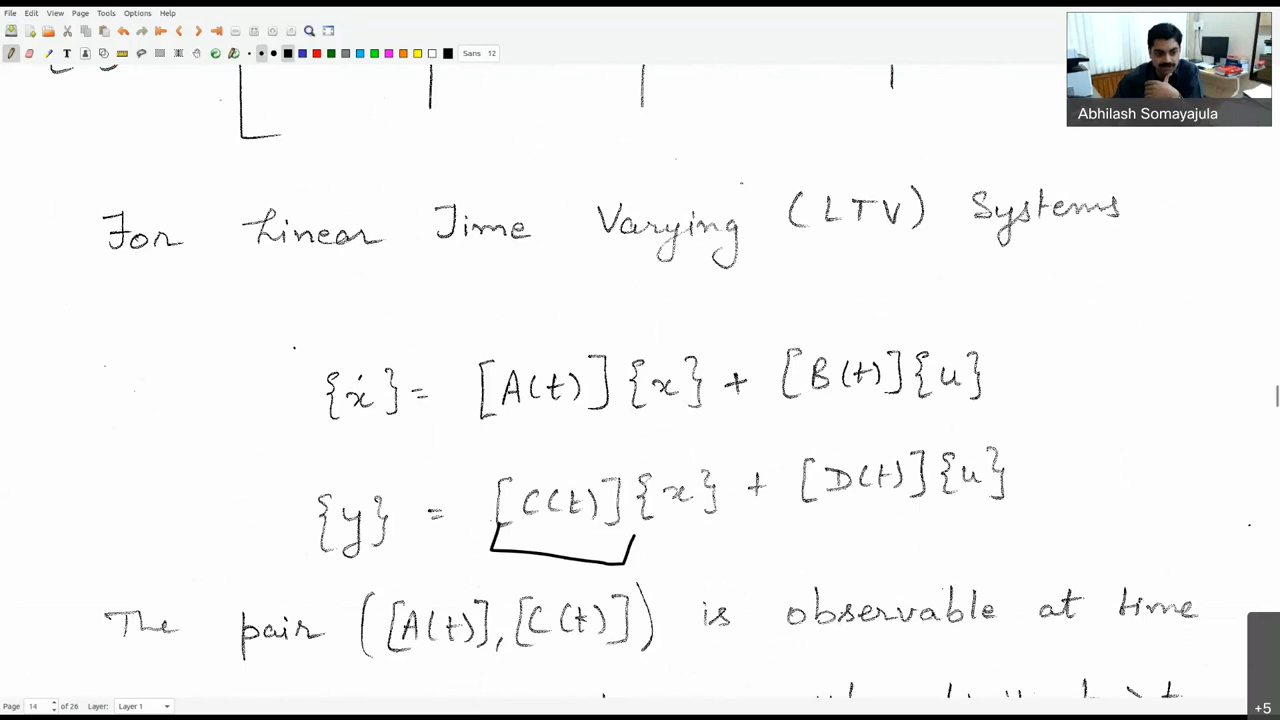 File Edit View Page Tools Options Help
Sans 12
Abhilash Somayajula
For Linear Time Varying (LTV) Systems
{ẋ} = [A(t)]{x} + [B(t)]{u}
{y} = [C(t)]{x} + [D(t)]{u}
The pair ([A(t)], [C(t)]) is observable at time
Page 14 of 26 Layer: Layer 1
+5